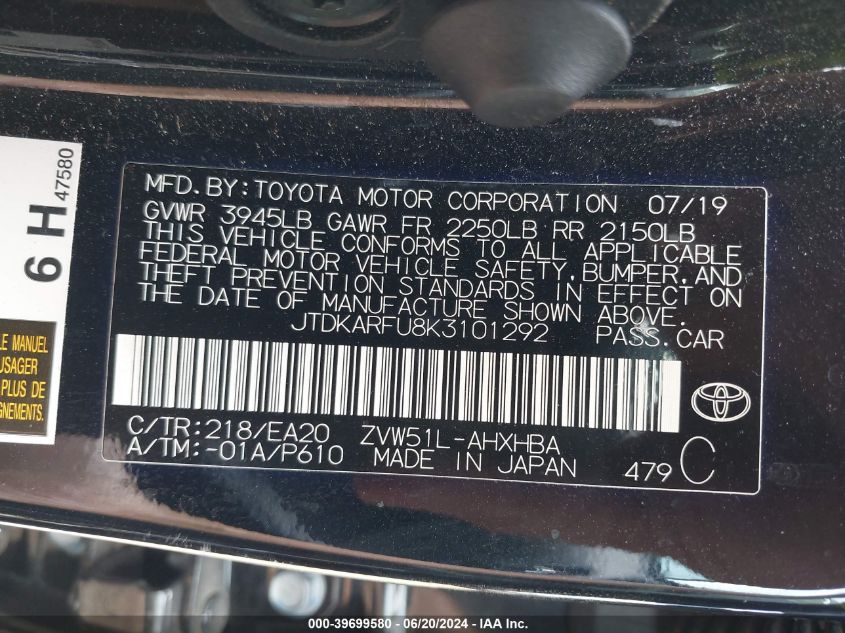 6 H 47580
LE MANUEL
USAGER
PLUS DE
GNEMENTS.
MFD.BY:TOYOTA MOTOR CORPORATION 07/19
GVWR 3945LB GAWR FR 2250LB RR 2150LB
THIS VEHICLE CONFORMS TO ALL APPLICABLE
FEDERAL MOTOR VEHICLE SAFETY,BUMPER,AND
THEFT PREVENTION STANDARDS IN EFFECT ON
THE DATE OF MANUFACTURE SHOWN ABOVE.
JTDKARFU8K3101292 PASS.CAR
C/TR:218/EA20 ZVW51L-AHXHBA
A/TM:-01A/P610 MADE IN JAPAN 479 C
000-39699580 - 06/20/2024 - IAA Inc.